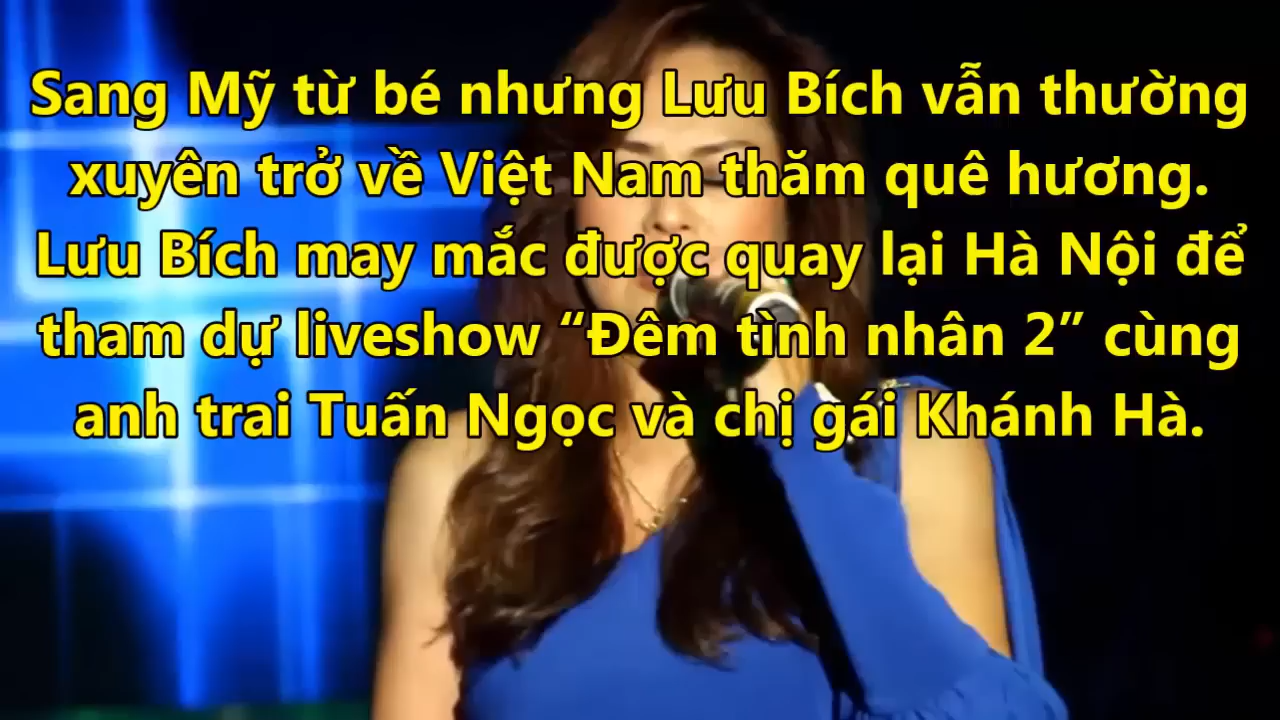 Sang Mỹ từ bé nhưng Lưu Bích vẫn thường
xuyên trở về Việt Nam thăm quê hương.
Lưu Bích may mắc được quay lại Hà Nội để
tham dự liveshow “Đêm tình nhân 2” cùng
anh trai Tuấn Ngọc và chị gái Khánh Hà.